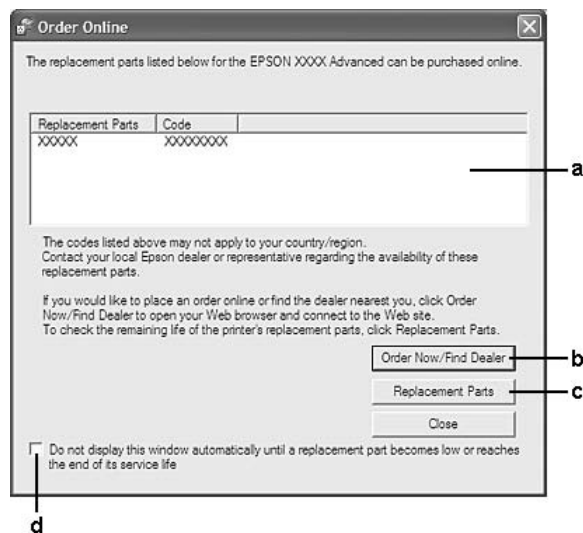 Order Online
The replacement parts listed below for the EPSON XXXX Advanced can be purchased online.
Replacement Parts Code
XXXXX XXXXXXXX
a
The codes listed above may not apply to your country/region.
Contact your local Epson dealer or representative regarding the availability of these
replacement parts.
If you would like to place an order online or find the dealer nearest you, click Order
Now/Find Dealer to open your Web browser and connect to the Web site.
To check the remaining life of the printer's replacement parts, click Replacement Parts.
Order Now/Find Dealer b
Replacement Parts c
Close
Do not display this window automatically until a replacement part becomes low or reaches
the end of its service life
d